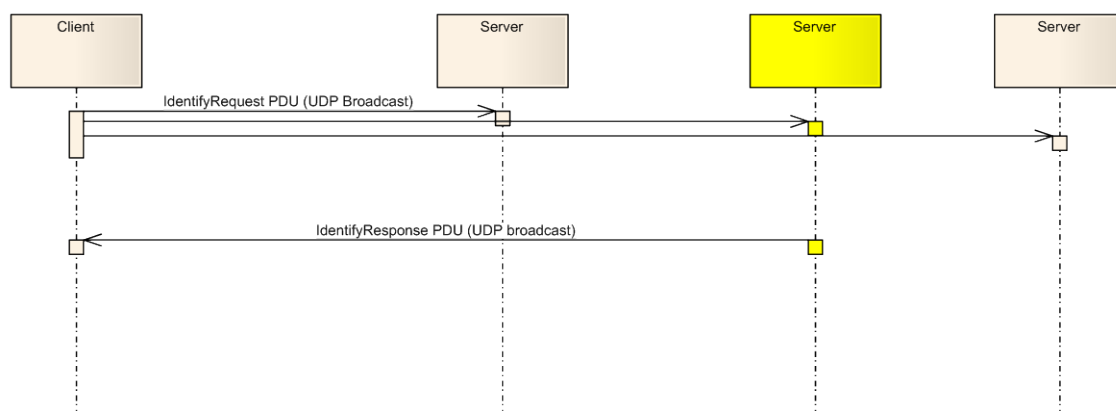 Client
Server
Server
Server
IdentifyRequest PDU (UDP Broadcast)
IdentifyResponse PDU (UDP broadcast)